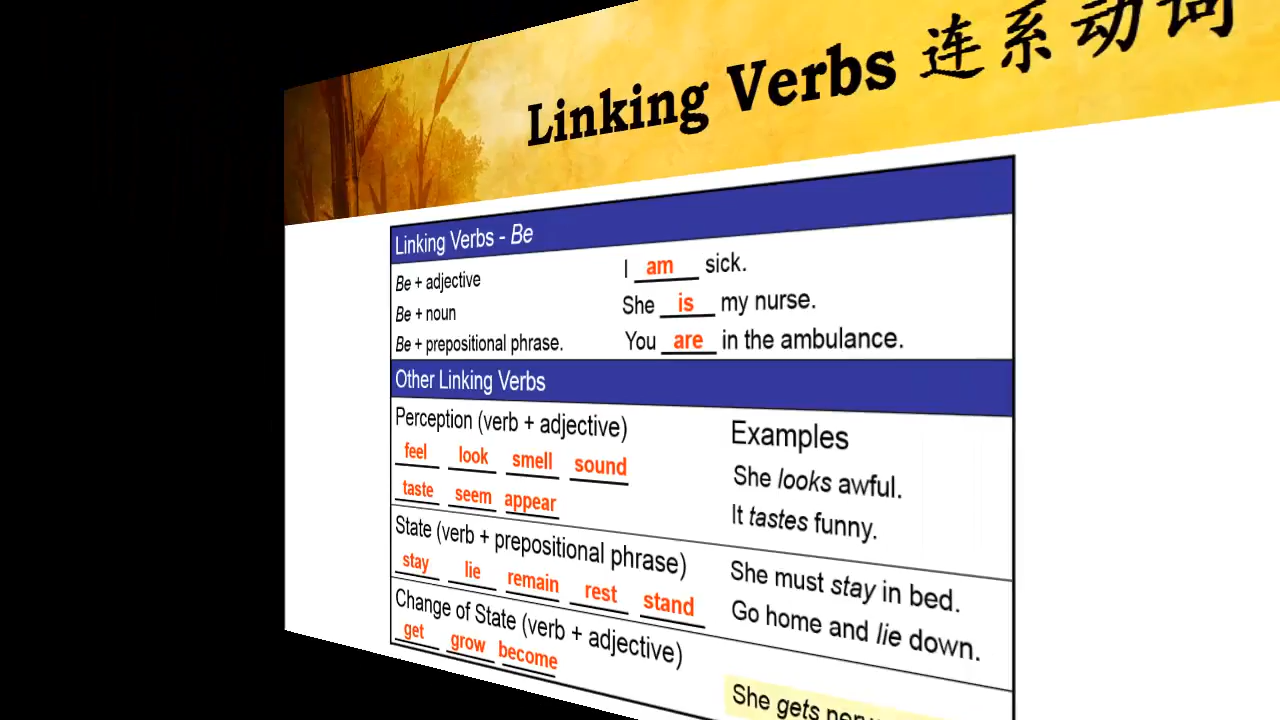 Linking Verbs 连系动词
Linking Verbs - Be
Be + adjective I am sick.
Be + noun She is my nurse.
Be + prepositional phrase. You are in the ambulance.
Other Linking Verbs
Perception (verb + adjective) Examples
feel look smell sound She looks awful.
taste seem appear It tastes funny.
State (verb + prepositional phrase) She must stay in bed.
stay lie remain rest stand Go home and lie down.
Change of State (verb + adjective)
get grow become She gets